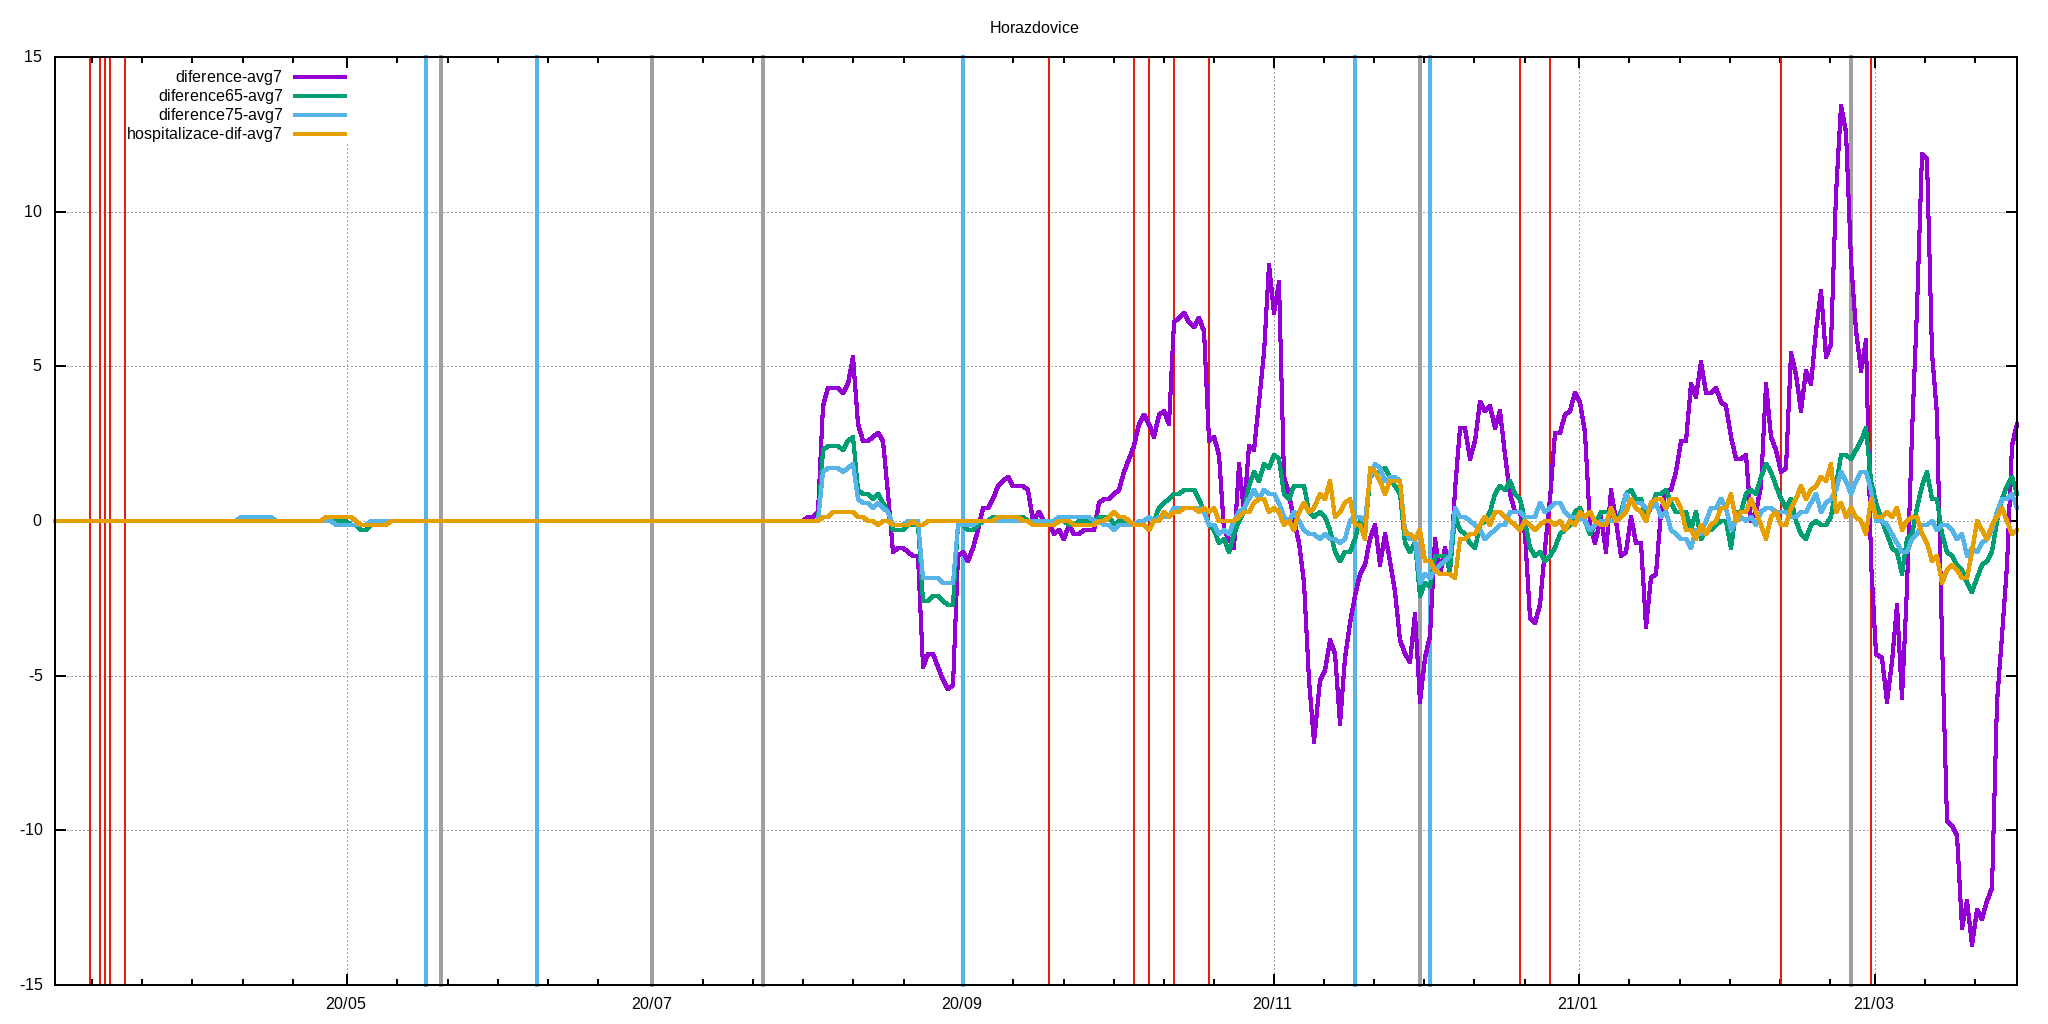 Horazdovice
15
10
5
0
-5
-10
-15
diference-avg7
diference65-avg7
diference75-avg7
hospitalizace-dif-avg7
20/05
20/07
20/09
20/11
21/01
21/03